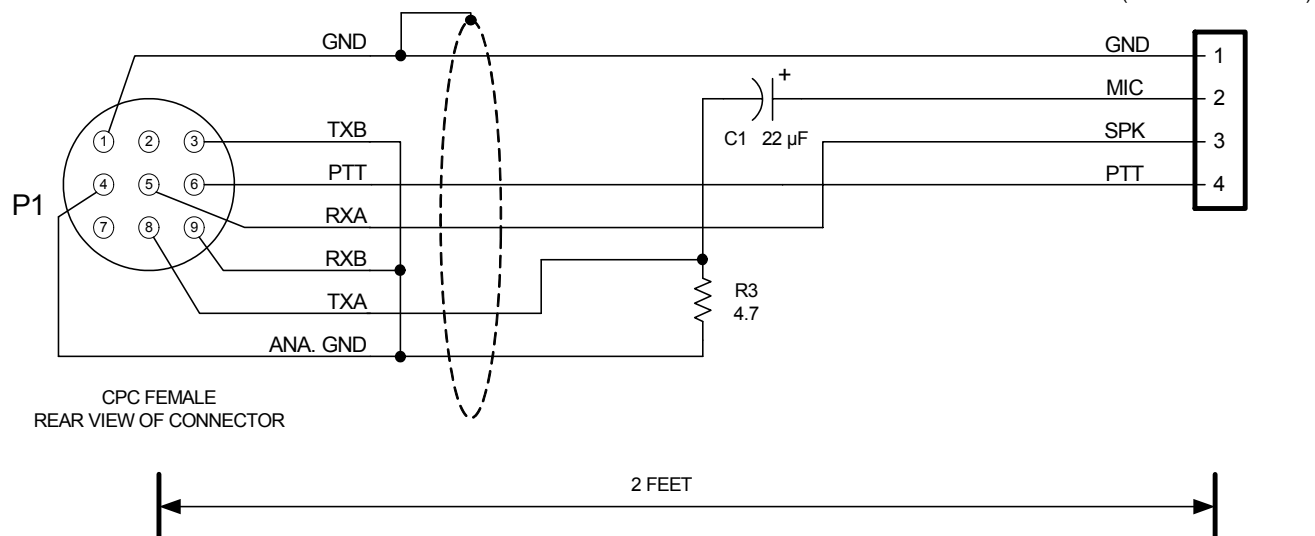 GND
GND
1
+
MIC
2
C1 22 µF
TXB
SPK
3
1
2
3
PTT
PTT
4
P1
4
5
6
RXA
7
8
9
RXB
R3
4.7
TXA
ANA. GND
CPC FEMALE
REAR VIEW OF CONNECTOR
2 FEET